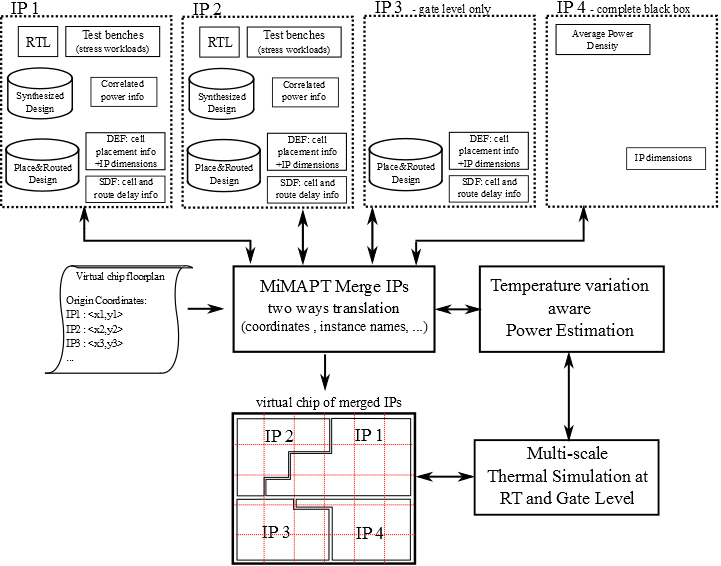 IP 1
RTL
Test benches
(stress workloads)
Synthesized
Design
Correlated
power info
Place&Routed
Design
DEF: cell
placement info
+IP dimensions
SDF: cell and
route delay info
IP 2
RTL
Test benches
(stress workloads)
Synthesized
Design
Correlated
power info
Place&Routed
Design
DEF: cell
placement info
+IP dimensions
SDF: cell and
route delay info
IP 3 - gate level only
Place&Routed
Design
DEF: cell
placement info
+IP dimensions
SDF: cell and
route delay info
IP 4 - complete black box
Average Power
Density
IP dimensions
Virtual chip floorplan
Origin Coordinates:
IP1 : <x1,y1>
IP2 : <x2,y2>
IP3 : <x3,y3>
...
MiMAPT Merge IPs
two ways translation
(coordinates , instance names, ...)
Temperature variation
aware
Power Estimation
virtual chip of merged IPs
IP 2
IP 1
IP 3
IP 4
Multi-scale
Thermal Simulation at
RT and Gate Level